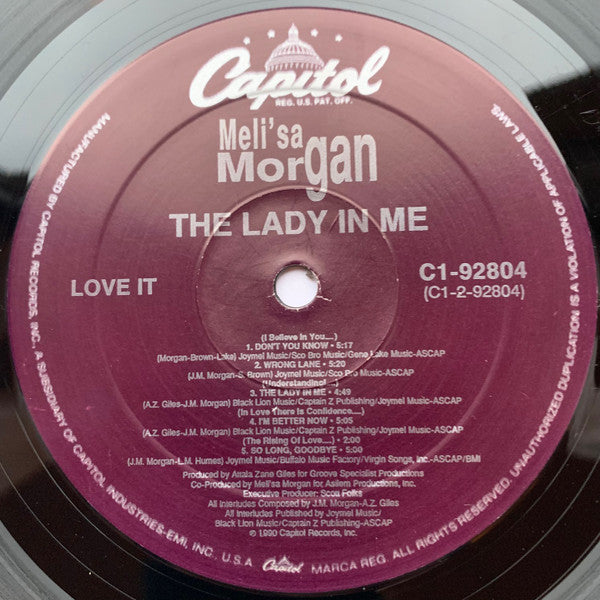 Capitol
REG. U.S. PAT. OFF.
Meli'sa
Morgan
THE LADY IN ME
LOVE IT
C1-92804
(C1-2-92804)
(I Believe in You....)
1. DON'T YOU KNOW • 5:17
(Morgan-Brown-Lake) Joymel Music/Sco Bro Music/Gene Lake Music-ASCAP
2. WRONG LANE • 5:20
(J.M. Morgan-S. Brown) Joymel Music/Sco Bro Music-ASCAP
(Understanding....)
3. THE LADY IN ME • 4:49
(A.Z. Giles-J.M. Morgan) Black Lion Music/Captain Z Publishing/Joymel Music-ASCAP
(In Love There Is Confidence....)
4. I'M BETTER NOW • 5:05
(A.Z. Giles-J.M. Morgan) Black Lion Music/Captain Z Publishing/Joymel Music-ASCAP
(The Rising Of Love....) • 2:00
5. SO LONG, GOODBYE • 5:00
(J.M. Morgan-L.M. Humes) Joymel Music/Buffalo Music Factory/Virgin Songs, Inc.-ASCAP/BMI
Produced by Attala Zane Giles for Groove Specialist Productions
Co-Produced by Meli'sa Morgan for Asilem Productions, Inc.
Executive Producer: Scott Folks
All Interludes Composed by J.M. Morgan-A.Z. Giles
All Interludes Published by Joymel Music/
Black Lion Music/Captain Z Publishing-ASCAP
℗ 1990 Capitol Records, Inc.
MANUFACTURED BY CAPITOL RECORDS, INC., A SUBSIDIARY OF CAPITOL INDUSTRIES-EMI, INC., U.S.A.
Capitol
MARCA REG. ALL RIGHTS RESERVED. UNAUTHORIZED DUPLICATION IS A VIOLATION OF APPLICABLE LAWS.